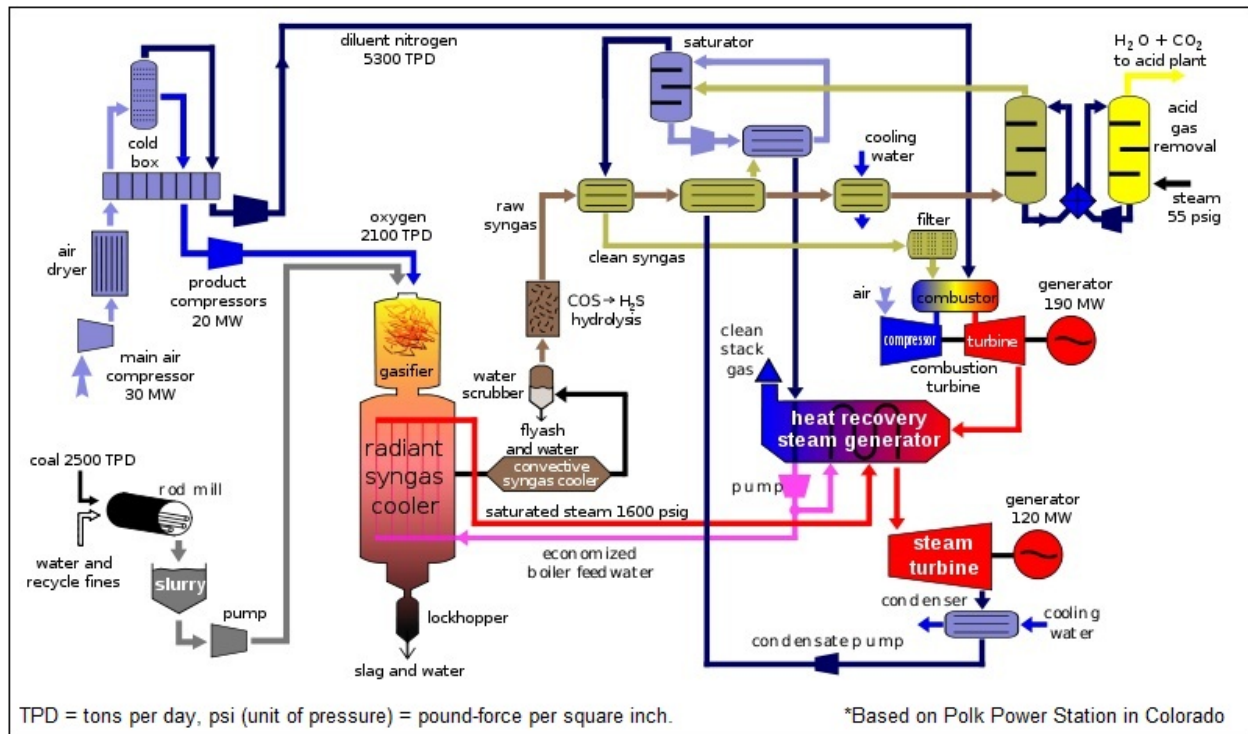 diluent nitrogen
5300 TPD
saturator
H₂O + CO₂
to acid plant
cold
box
cooling
water
acid
gas
removal
steam
55 psig
raw
syngas
oxygen
2100 TPD
filter
clean syngas
air
dryer
product
compressors
20 MW
COS → H₂S
hydrolysis
air
combustor
generator
190 MW
compressor
turbine
combustion
turbine
clean
stack
gas
main air
compressor
30 MW
gasifier
water
scrubber
heat recovery
steam generator
flyash
and water
radiant
syngas
cooler
convective
syngas cooler
coal 2500 TPD
rod mill
pump
generator
120 MW
saturated steam 1600 psig
steam
turbine
water and
recycle fines
economized
boiler feed water
slurry
pump
lockhopper
condenser
cooling
water
condensate pump
slag and water
TPD = tons per day, psi (unit of pressure) = pound-force per square inch.
*Based on Polk Power Station in Colorado